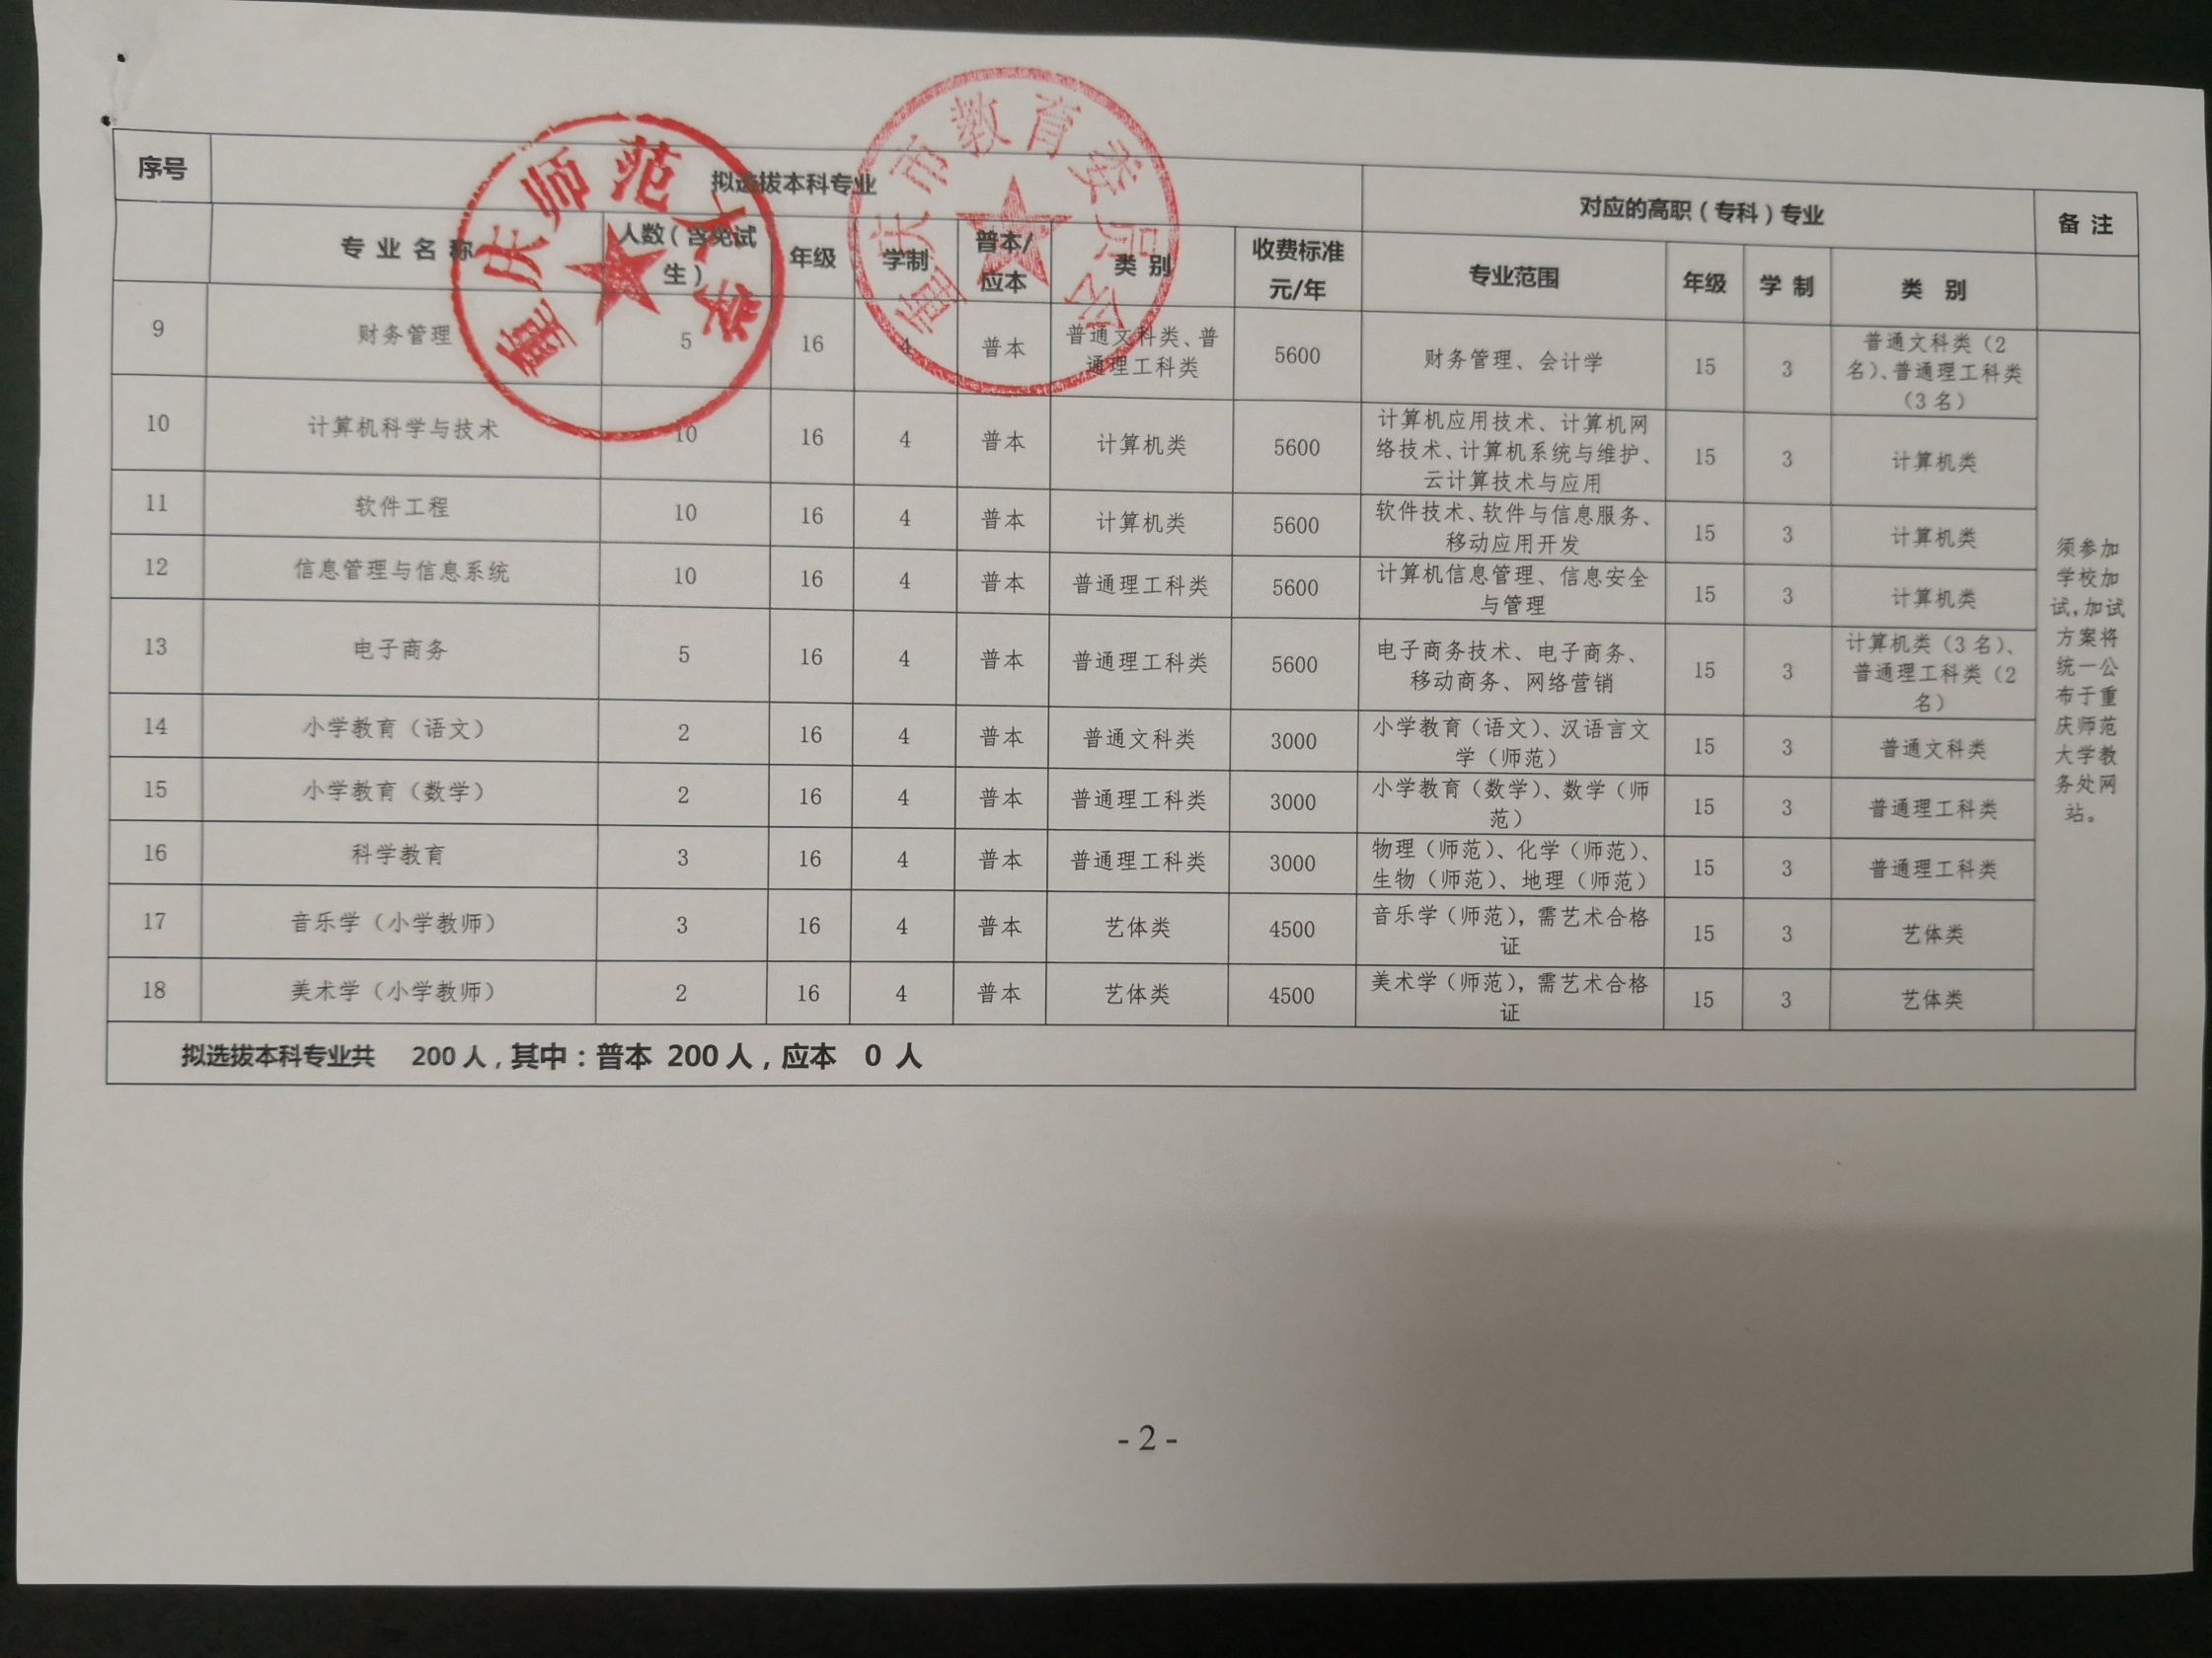 重庆师范大学
重庆市教育委员会
序号 拟选拔本科专业 对应的高职（专科）专业 备注
专业名称 人数（含免试生） 年级 学制 普本/应本 类别 收费标准元/年 专业范围 年级 学制 类别
9 财务管理 5 16 4 普本 普通文科类、普通理工科类 5600 财务管理、会计学 15 3 普通文科类（2名）、普通理工科类（3名）
10 计算机科学与技术 10 16 4 普本 计算机类 5600 计算机应用技术、计算机网络技术、计算机系统与维护、云计算技术与应用 15 3 计算机类
11 软件工程 10 16 4 普本 计算机类 5600 软件技术、软件与信息服务、移动应用开发 15 3 计算机类
12 信息管理与信息系统 10 16 4 普本 普通理工科类 5600 计算机信息管理、信息安全与管理 15 3 计算机类
13 电子商务 5 16 4 普本 普通理工科类 5600 电子商务技术、电子商务、移动商务、网络营销 15 3 计算机类（3名）、普通理工科类（2名）
14 小学教育（语文） 2 16 4 普本 普通文科类 3000 小学教育（语文）、汉语言文学（师范） 15 3 普通文科类
15 小学教育（数学） 2 16 4 普本 普通理工科类 3000 小学教育（数学）、数学（师范） 15 3 普通理工科类
16 科学教育 3 16 4 普本 普通理工科类 3000 物理（师范）、化学（师范）、生物（师范）、地理（师范） 15 3 普通理工科类
17 音乐学（小学教师） 3 16 4 普本 艺体类 4500 音乐学（师范），需艺术合格证 15 3 艺体类
18 美术学（小学教师） 2 16 4 普本 艺体类 4500 美术学（师范），需艺术合格证 15 3 艺体类
须参加
学校加
试，加试
方案将
统一公
布于重
庆师范
大学教
务处网
站。
拟选拔本科专业共 200人，其中：普本 200人，应本 0 人
- 2 -